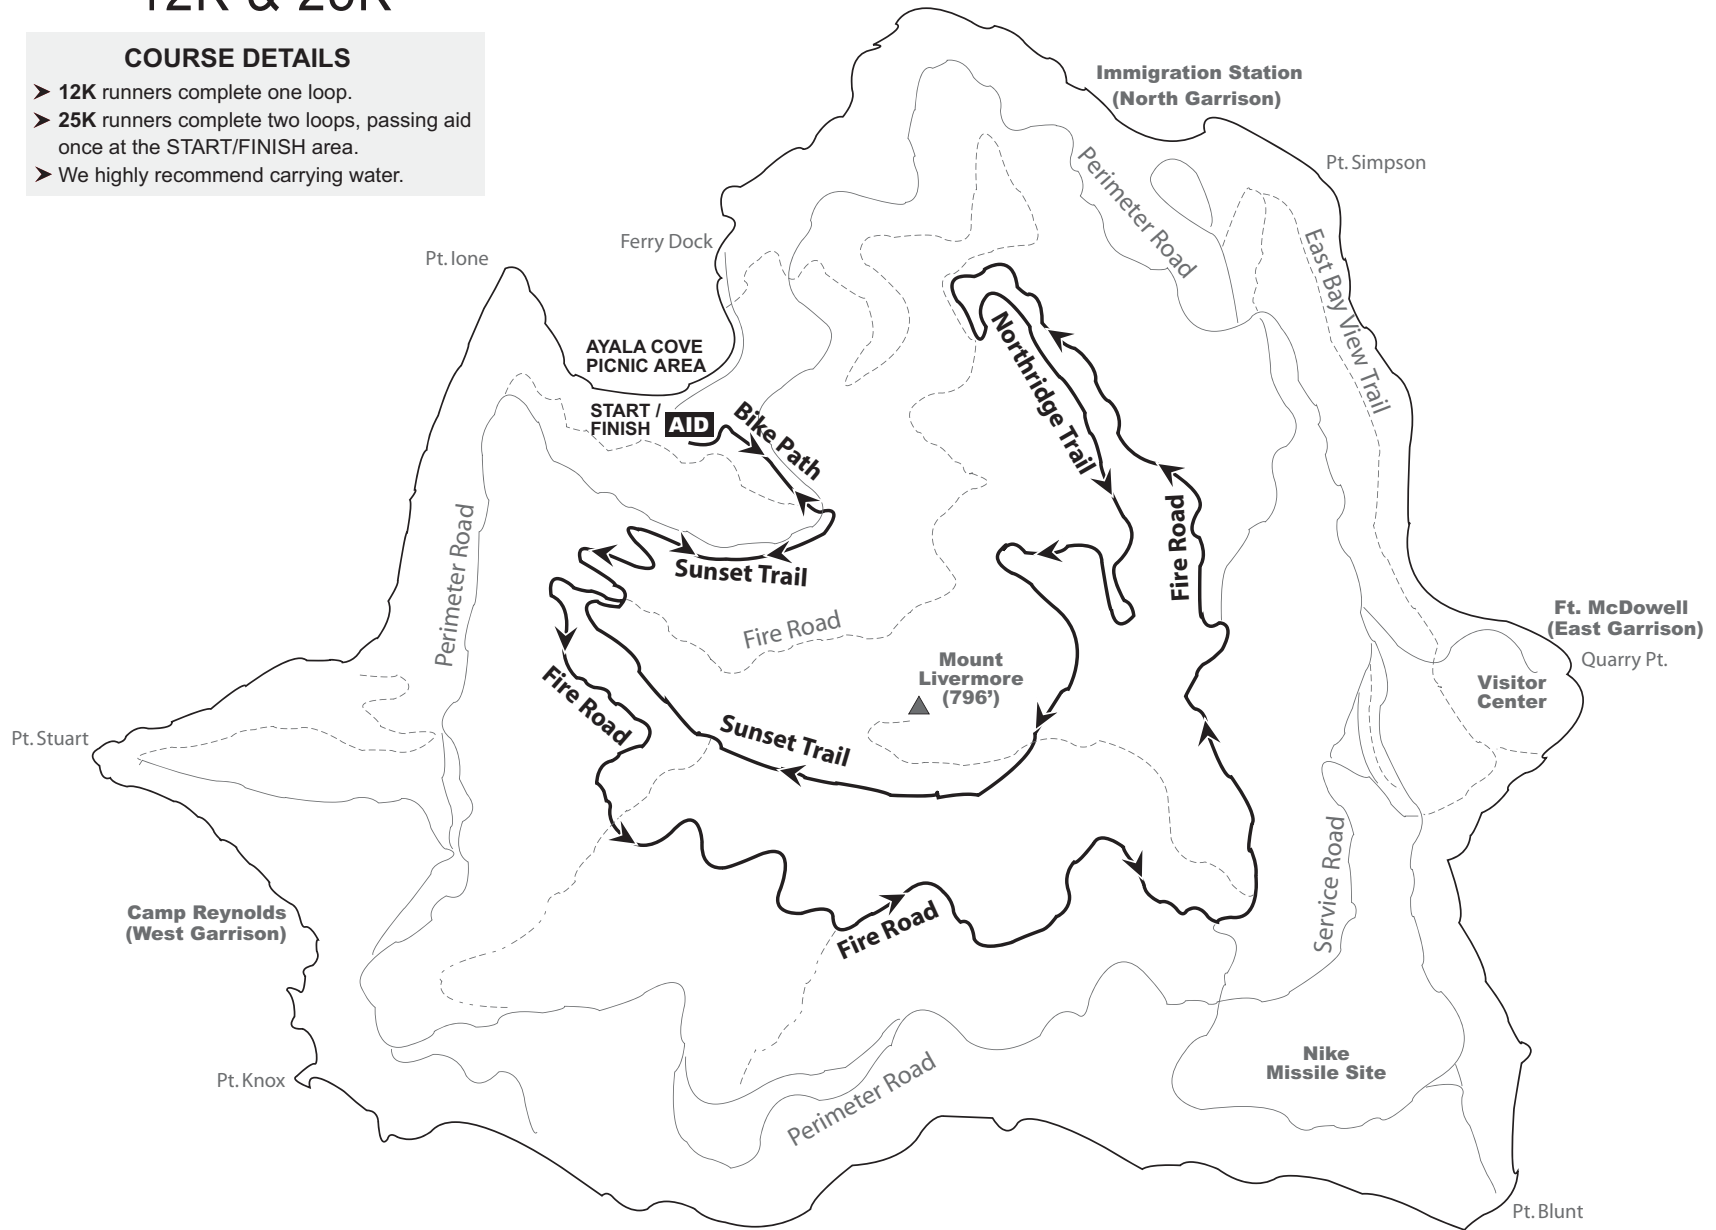 12K & 25K
COURSE DETAILS
➤ 12K runners complete one loop.
➤ 25K runners complete two loops, passing aid
once at the START/FINISH area.
➤ We highly recommend carrying water.
Immigration Station
(North Garrison)
Pt. Simpson
Perimeter Road
East Bay View Trail
Ferry Dock
Pt. Ione
AYALA COVE
PICNIC AREA
START /
FINISH
AID
Bike Path
Northridge Trail
Fire Road
Perimeter Road
Sunset Trail
Fire Road
Ft. McDowell
(East Garrison)
Quarry Pt.
Visitor
Center
Mount
Livermore
(796')
Fire Road
Sunset Trail
Pt. Stuart
Service Road
Camp Reynolds
(West Garrison)
Fire Road
Nike
Missile Site
Pt. Knox
Perimeter Road
Pt. Blunt